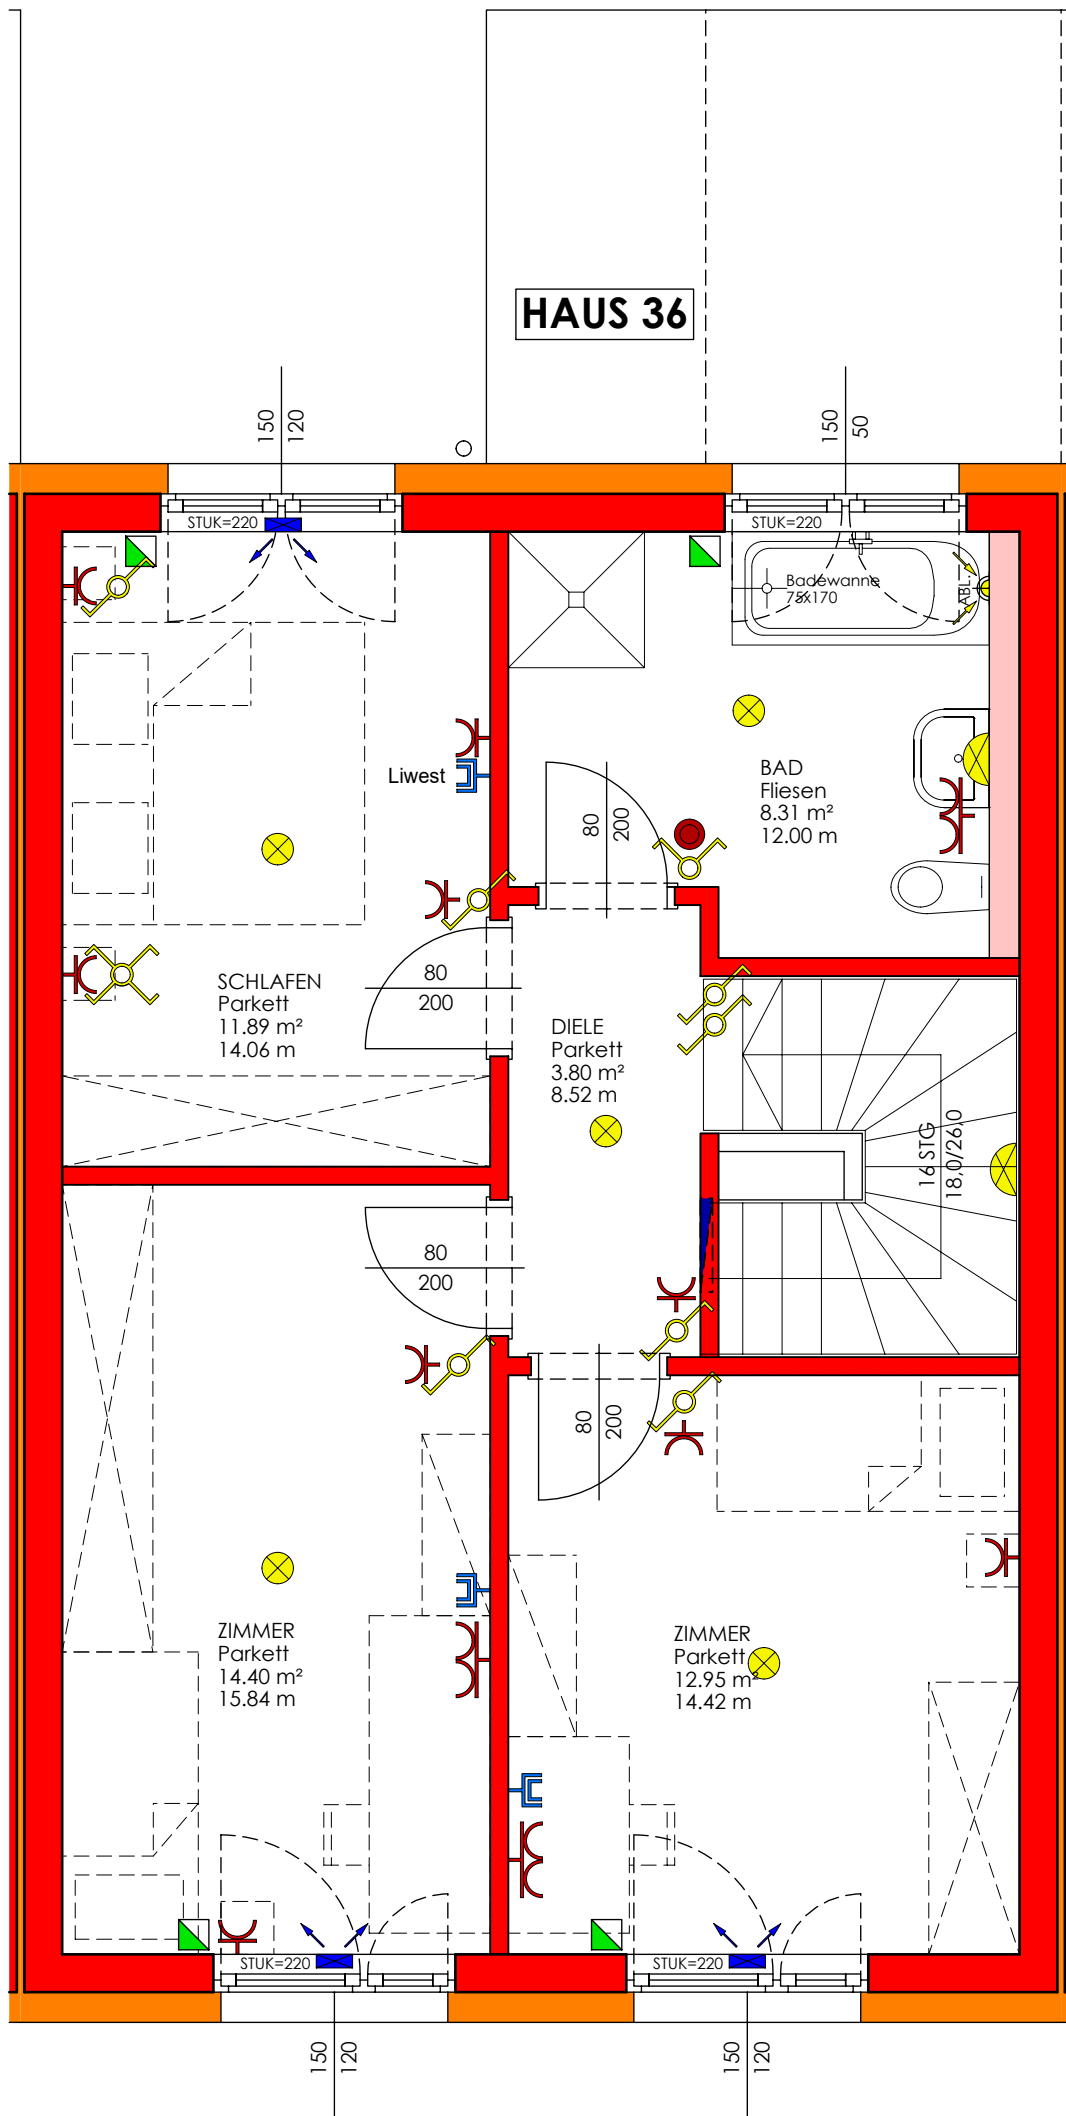 HAUS 36
150
120
150
50
STUK=220
STUK=220
Badewanne
75x170
ABL.
Liwest
BAD
Fliesen
8.31 m²
12.00 m
80
200
SCHLAFEN
Parkett
11.89 m²
14.06 m
80
200
DIELE
Parkett
3.80 m²
8.52 m
16 STG
18,0/26,0
80
200
80
200
ZIMMER
Parkett
14.40 m²
15.84 m
ZIMMER
Parkett
12.95 m²
14.42 m
STUK=220
STUK=220
150
120
150
120